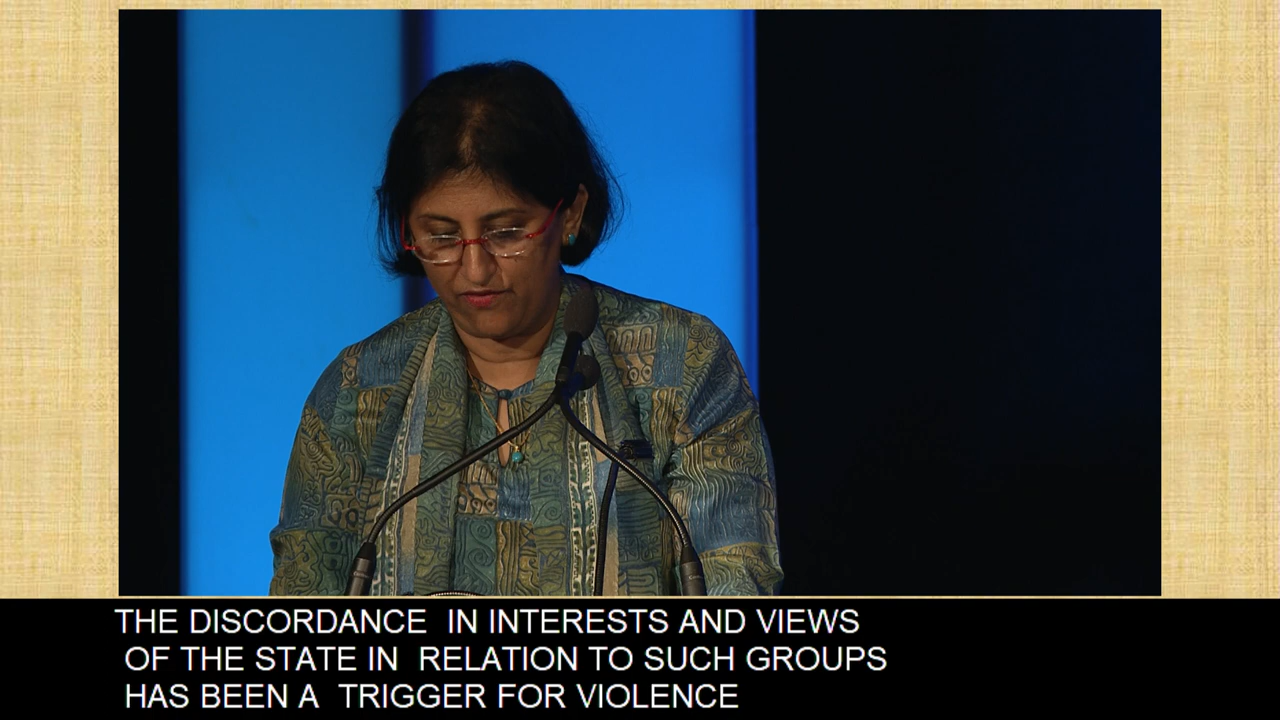 THE DISCORDANCE IN INTERESTS AND VIEWS
OF THE STATE IN RELATION TO SUCH GROUPS
HAS BEEN A TRIGGER FOR VIOLENCE